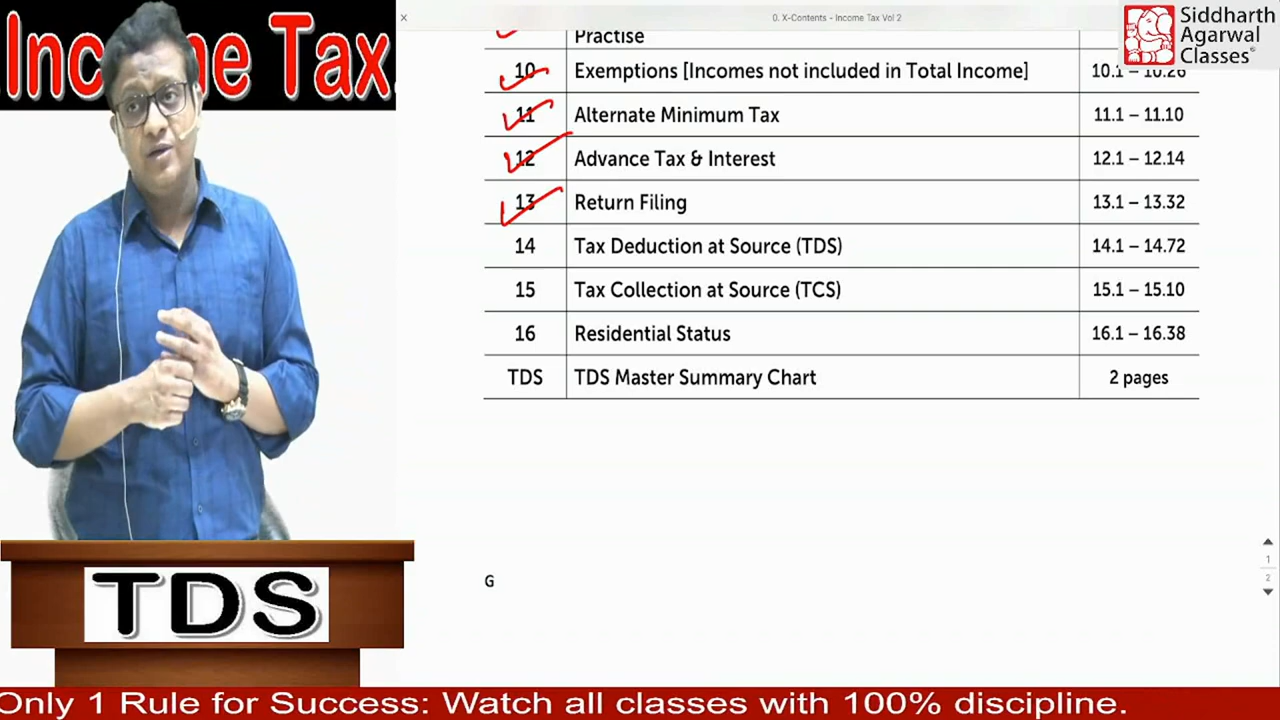 Income Tax.
0. X-Contents - Income Tax Vol 2
Siddharth
Agarwal
Classes®
Practise
10 Exemptions [Incomes not included in Total Income] 10.1 – 10.26
11 Alternate Minimum Tax 11.1 – 11.10
12 Advance Tax & Interest 12.1 – 12.14
13 Return Filing 13.1 – 13.32
14 Tax Deduction at Source (TDS) 14.1 – 14.72
15 Tax Collection at Source (TCS) 15.1 – 15.10
16 Residential Status 16.1 – 16.38
TDS TDS Master Summary Chart 2 pages
G
1
2
TDS
Only 1 Rule for Success: Watch all classes with 100% discipline.